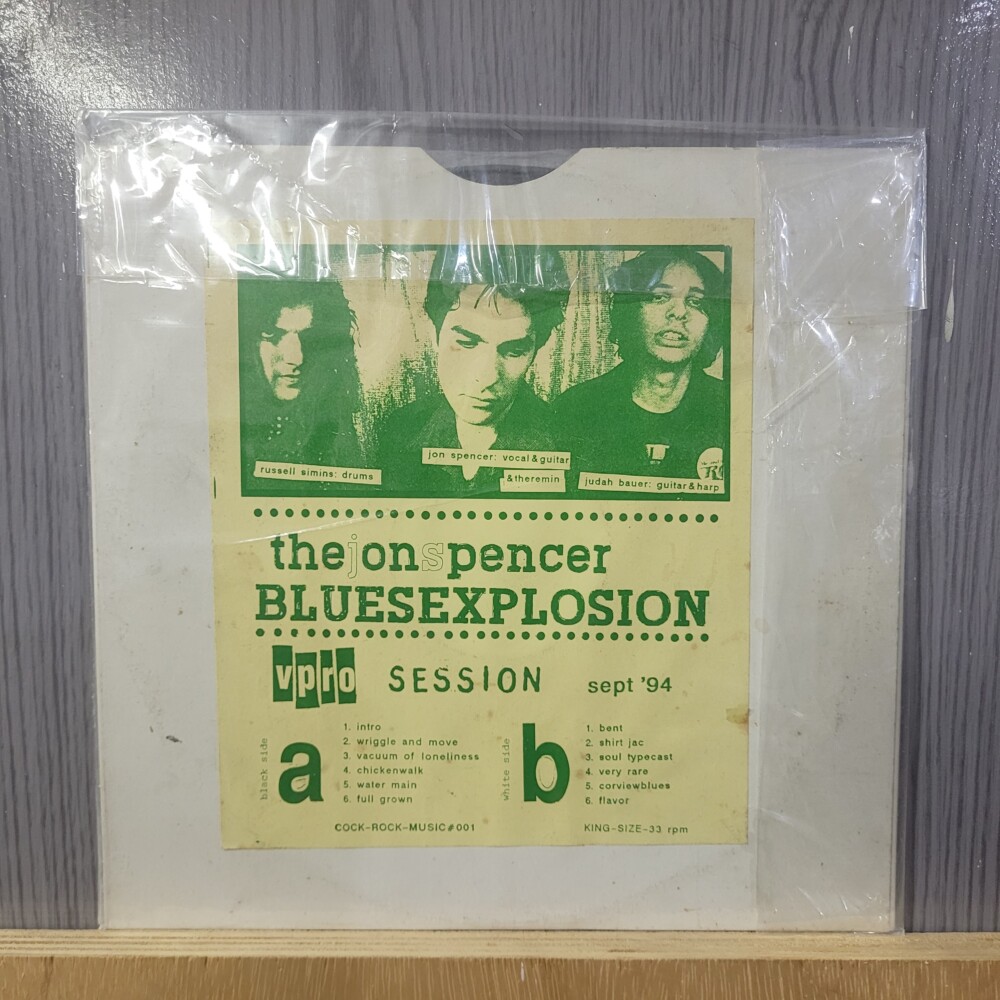 russell simins: drums
jon spencer: vocal & guitar
& theremin
judah bauer: guitar & harp
thejonspencer
BLUESEXPLOSION
vpro SESSION sept '94
black side
a
1. intro
2. wriggle and move
3. vacuum of loneliness
4. chickenwalk
5. water main
6. full grown
white side
b
1. bent
2. shirt jac
3. soul typecast
4. very rare
5. corviewblues
6. flavor
COCK-ROCK-MUSIC#001
KING-SIZE-33 rpm